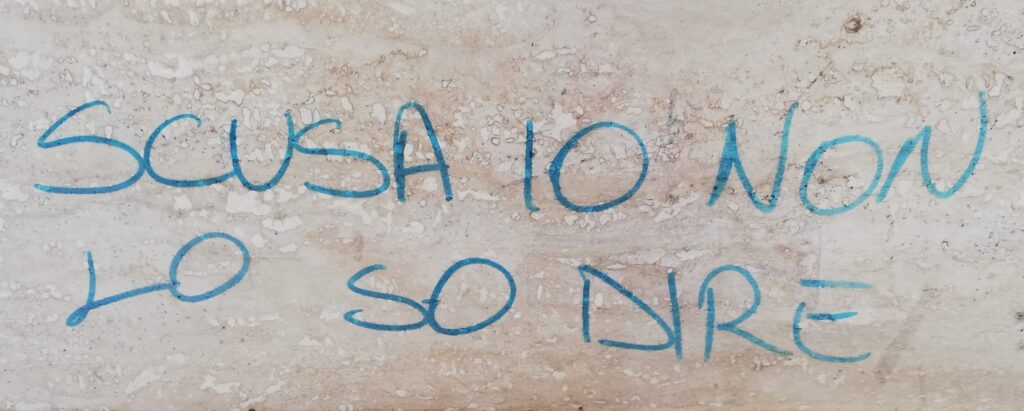 SCUSA IO NON
LO SO DIRE